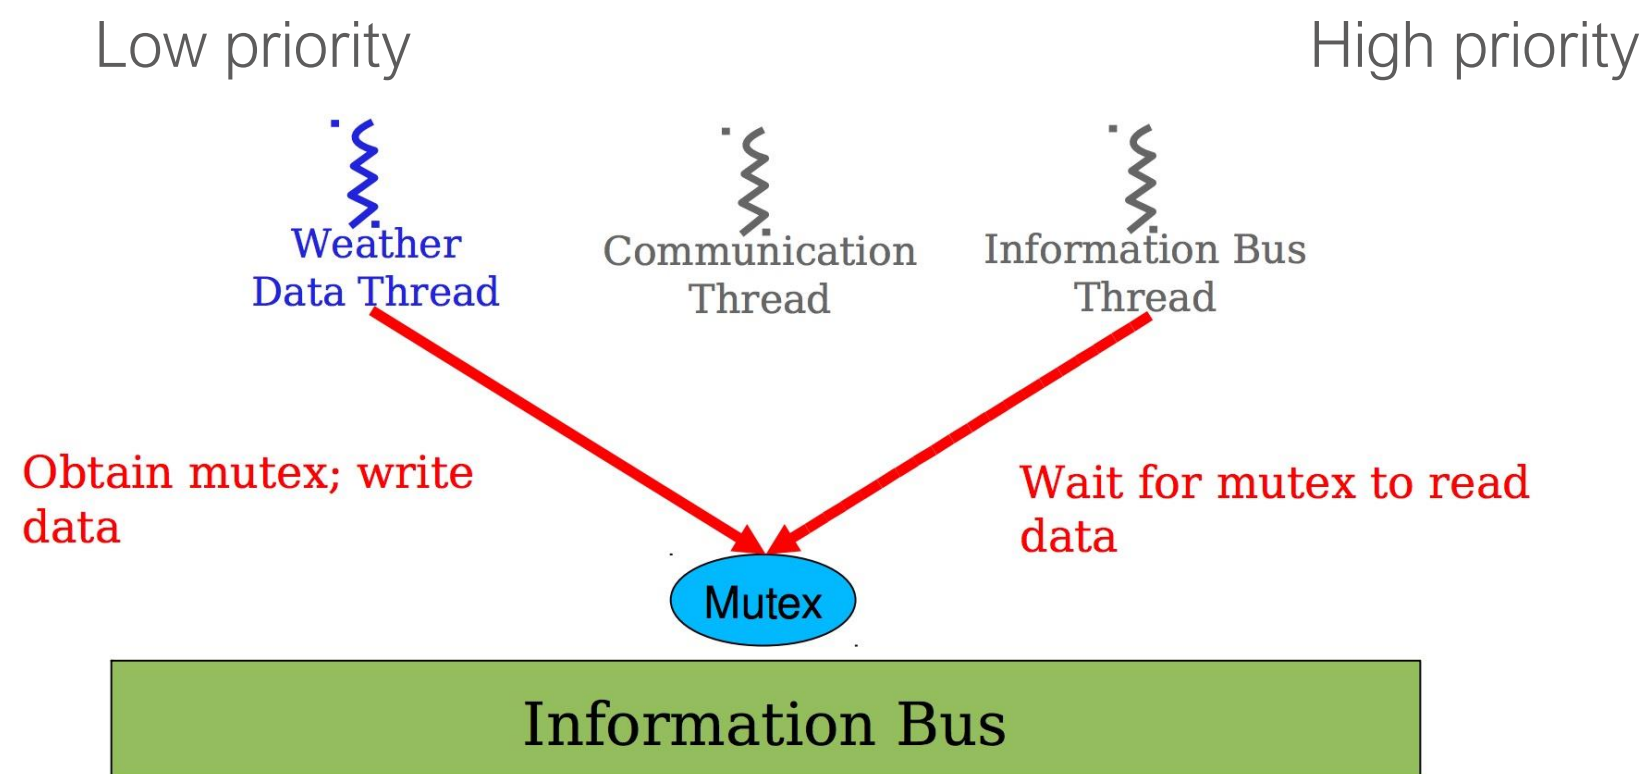 Low priority
High priority
Weather
Data Thread
Communication
Thread
Information Bus
Thread
Obtain mutex; write
data
Wait for mutex to read
data
Mutex
Information Bus